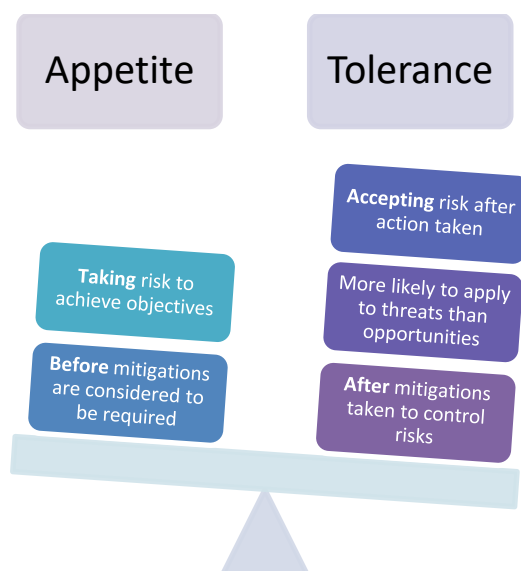 Appetite
Tolerance
Taking risk to
achieve objectives
Before mitigations
are considered to
be required
Accepting risk after
action taken
More likely to apply
to threats than
opportunities
After mitigations
taken to control
risks